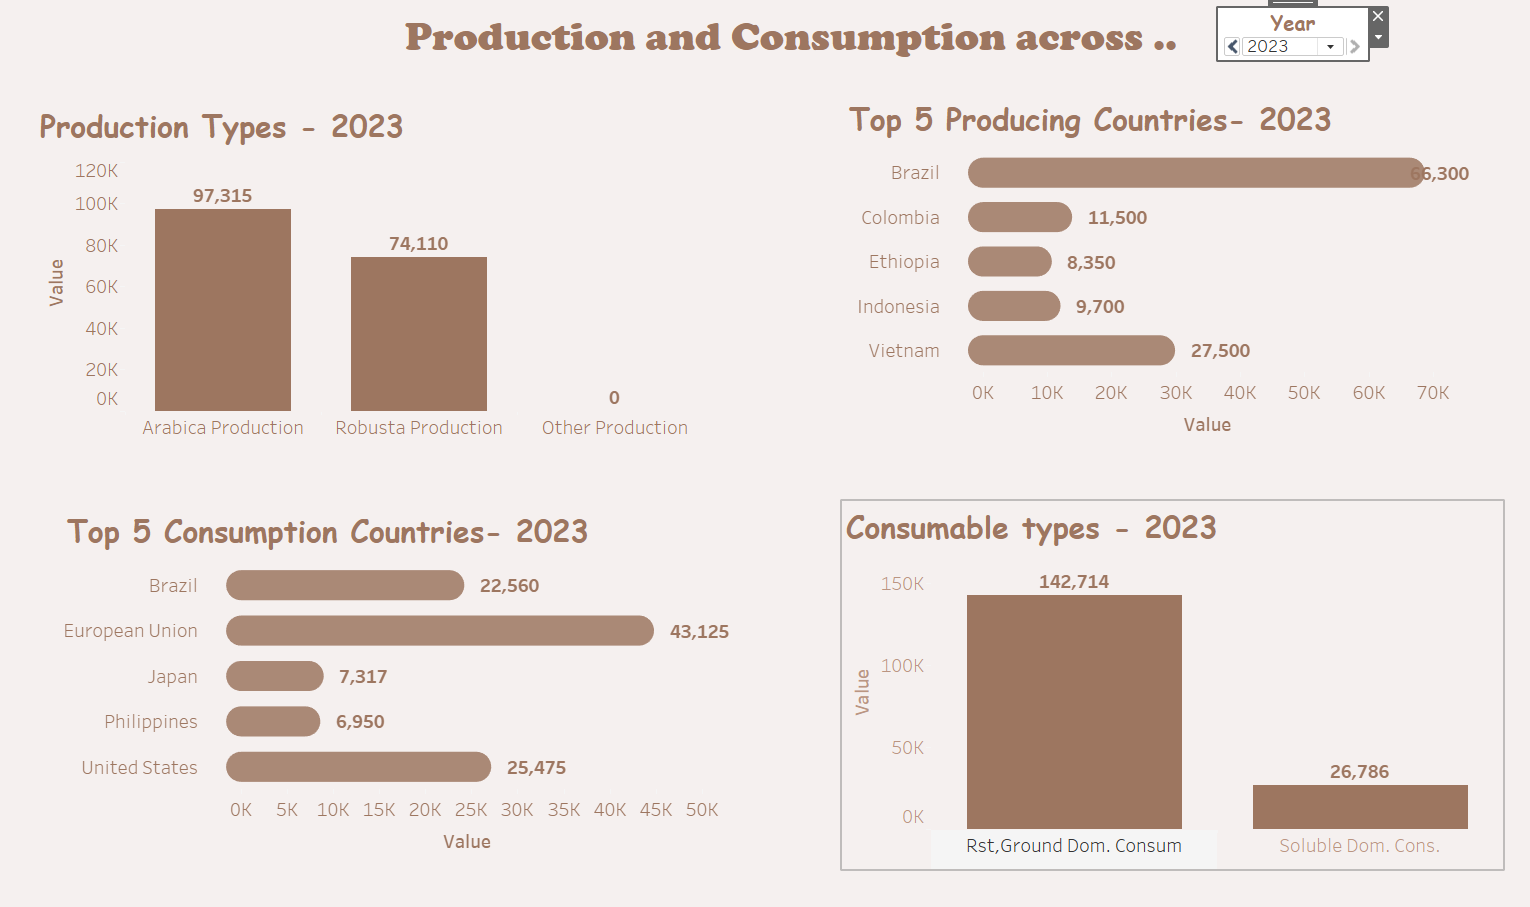 Production and Consumption across ..
Year
2023
Production Types - 2023
120K
100K
80K
60K
40K
20K
0K
Value
97,315
74,110
0
Arabica Production
Robusta Production
Other Production
Top 5 Producing Countries- 2023
Brazil 66,300
Colombia 11,500
Ethiopia 8,350
Indonesia 9,700
Vietnam 27,500
0K 10K 20K 30K 40K 50K 60K 70K
Value
Top 5 Consumption Countries- 2023
Brazil 22,560
European Union 43,125
Japan 7,317
Philippines 6,950
United States 25,475
0K 5K 10K 15K 20K 25K 30K 35K 40K 45K 50K
Value
Consumable types - 2023
150K
100K
50K
0K
Value
142,714
26,786
Rst,Ground Dom. Consum
Soluble Dom. Cons.